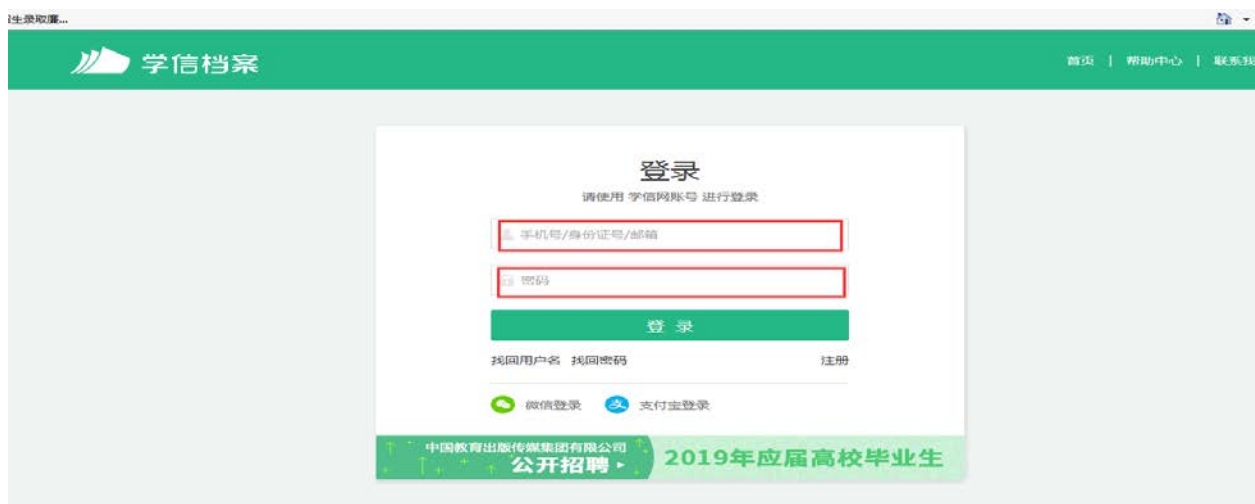 生录取廉...
学信档案
首页 | 帮助中心 | 联系我
登录
请使用 学信网账号 进行登录
手机号/身份证号/邮箱
密码
登 录
找回用户名 找回密码 注册
微信登录 支付宝登录
中国教育出版传媒集团有限公司
公开招聘
2019年应届高校毕业生